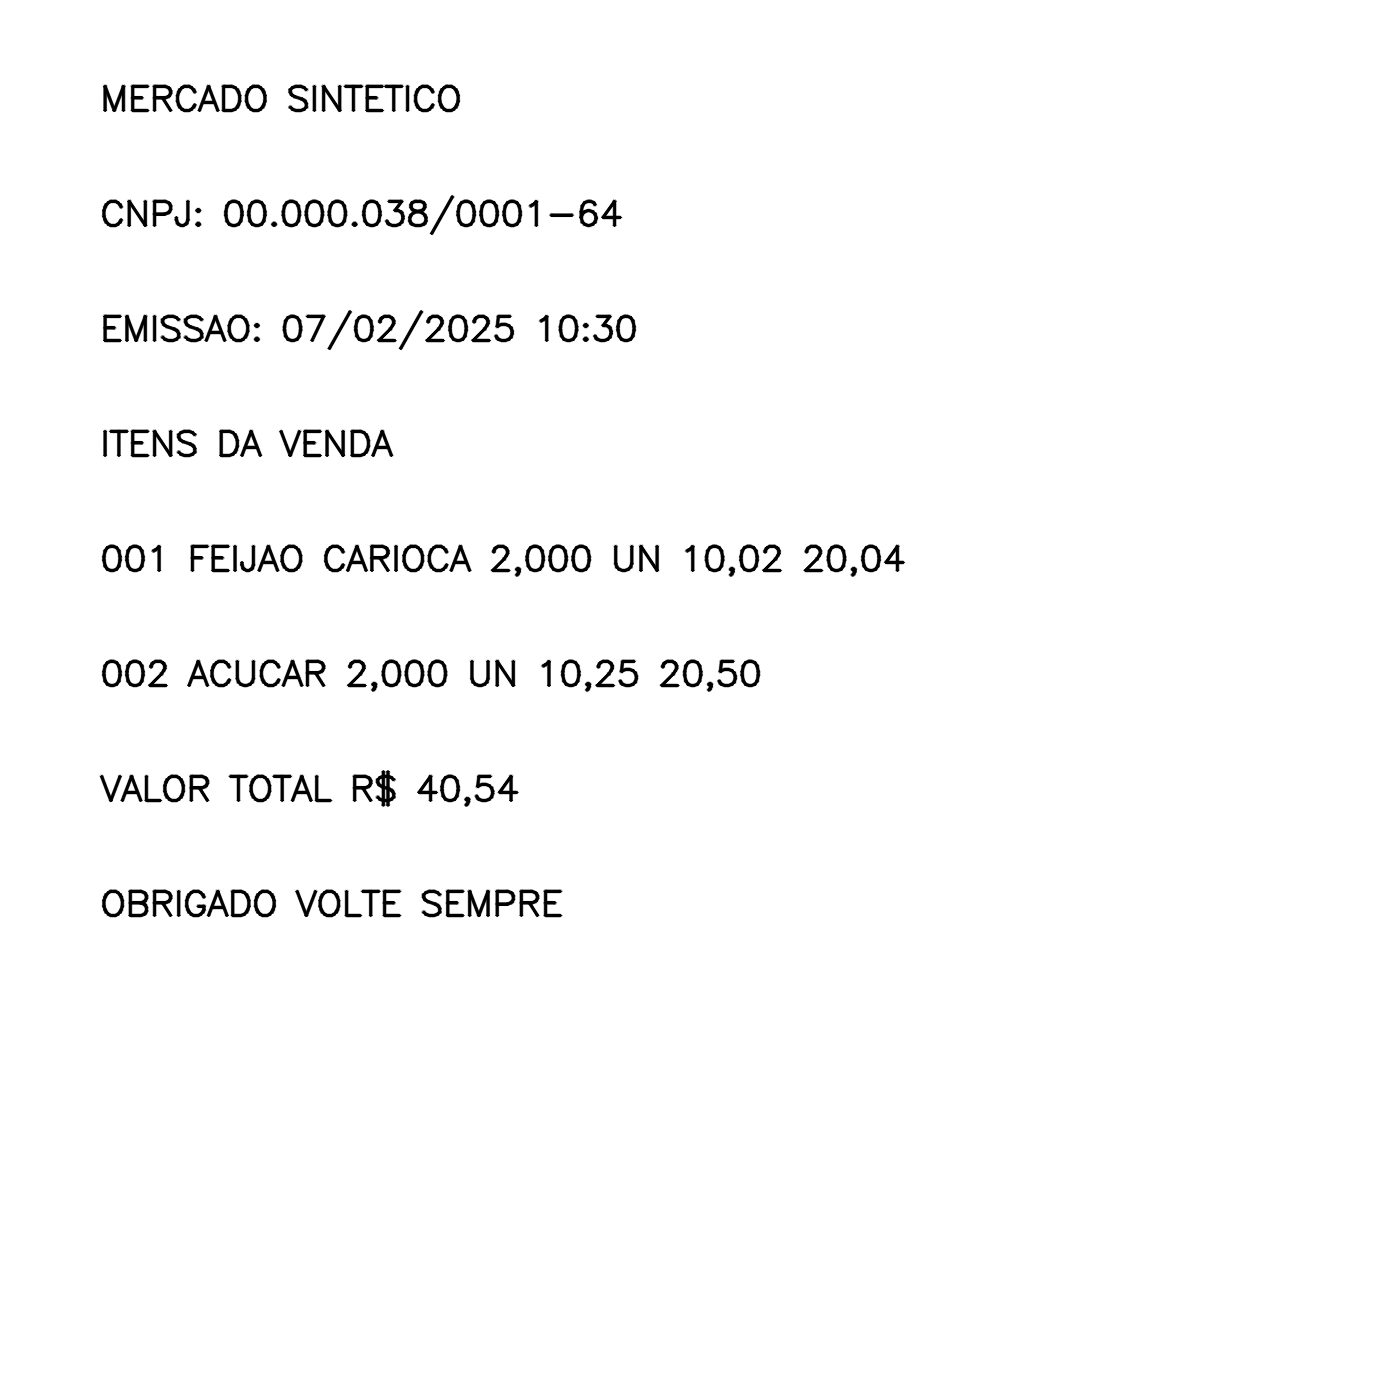 MERCADO SINTETICO
CNPJ: 00.000.038/0001-64
EMISSAO: 07/02/2025 10:30
ITENS DA VENDA
001 FEIJAO CARIOCA 2,000 UN 10,02 20,04
002 ACUCAR 2,000 UN 10,25 20,50
VALOR TOTAL R$ 40,54
OBRIGADO VOLTE SEMPRE